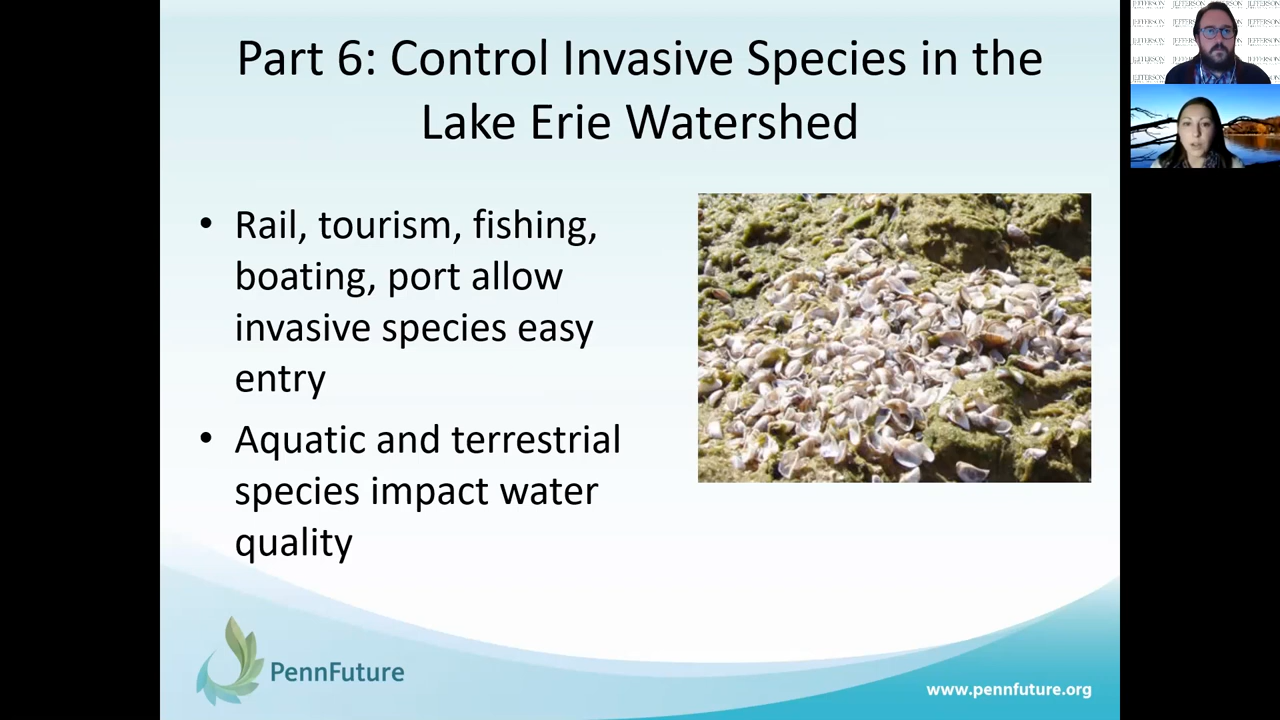 Part 6: Control Invasive Species in the
Lake Erie Watershed
• Rail, tourism, fishing,
boating, port allow
invasive species easy
entry
• Aquatic and terrestrial
species impact water
quality
PennFuture
www.pennfuture.org
JEFFERSON